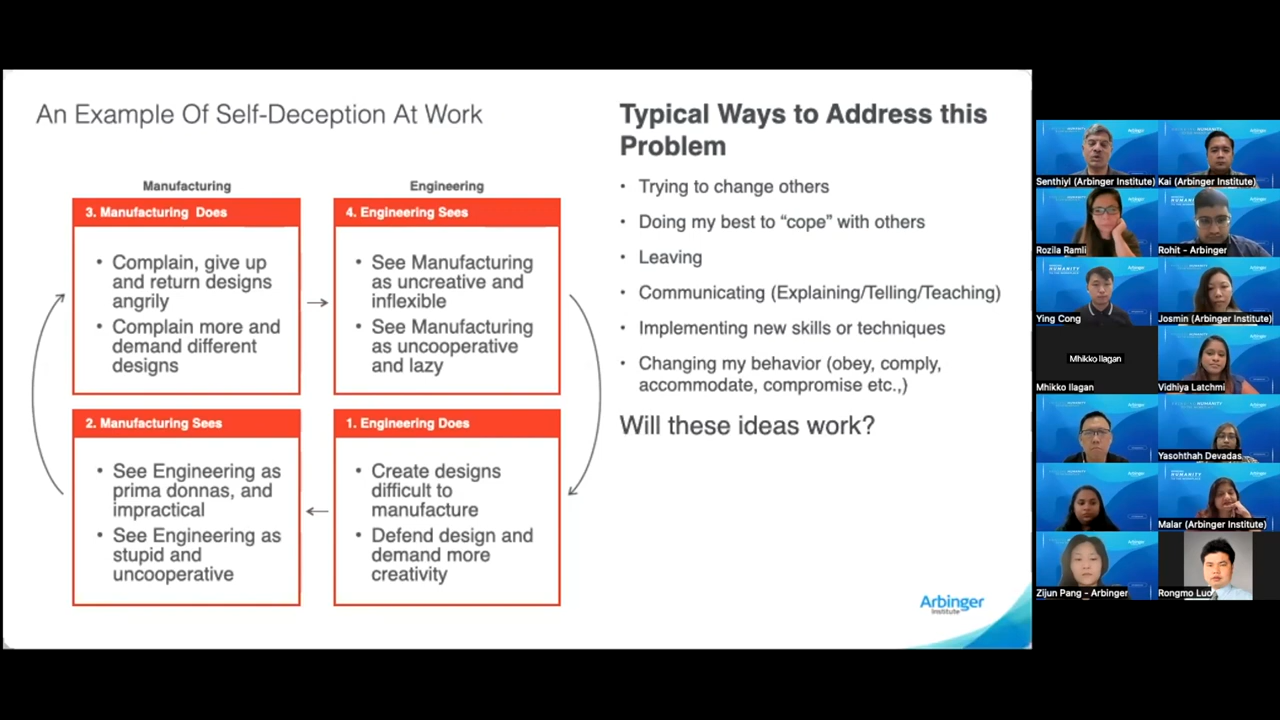 An Example Of Self-Deception At Work
Manufacturing
Engineering
3. Manufacturing Does
• Complain, give up
and return designs
angrily
• Complain more and
demand different
designs
4. Engineering Sees
• See Manufacturing
as uncreative and
inflexible
• See Manufacturing
as uncooperative
and lazy
2. Manufacturing Sees
• See Engineering as
prima donnas, and
impractical
• See Engineering as
stupid and
uncooperative
1. Engineering Does
• Create designs
difficult to
manufacture
• Defend design and
demand more
creativity
Typical Ways to Address this
Problem
• Trying to change others
• Doing my best to “cope” with others
• Leaving
• Communicating (Explaining/Telling/Teaching)
• Implementing new skills or techniques
• Changing my behavior (obey, comply,
accommodate, compromise etc.,)
Will these ideas work?
Arbinger
Institute
Senthiyl (Arbinger Institute)
Kai (Arbinger Institute)
Rozila Ramli
Rohit - Arbinger
Ying Cong
Josmin (Arbinger Institute)
Mhikko Ilagan
Mhikko Ilagan
Vidhiya Latchmi
Yasohthah Devadas
Malar (Arbinger Institute)
Zijun Pang - Arbinger
Rongmo Luo